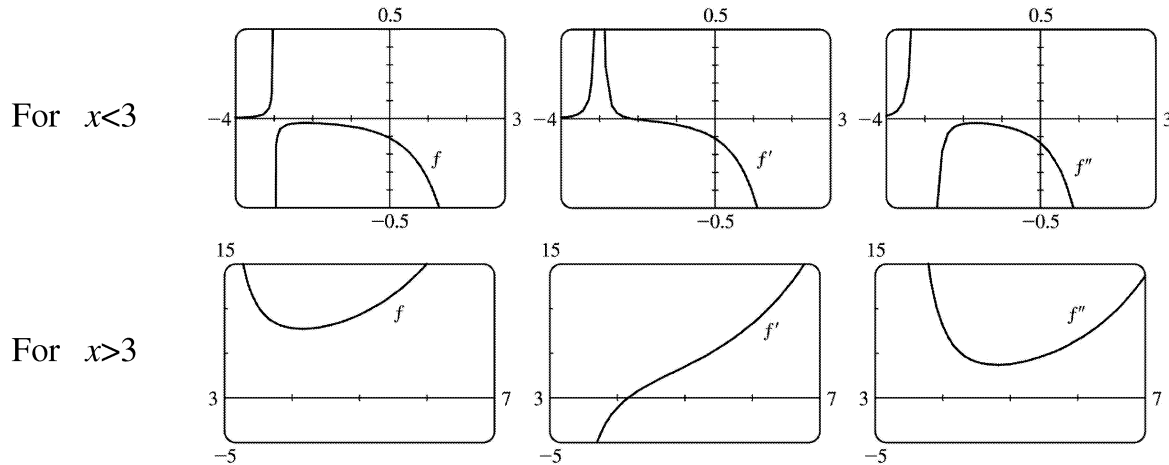 0.5 0.5 0.5
For x<3 −4 3 −4 3 −4 3
f f′ f″
−0.5 −0.5 −0.5
15 15 15
f f′ f″
For x>3
3 7 3 7 3 7
−5 −5 −5